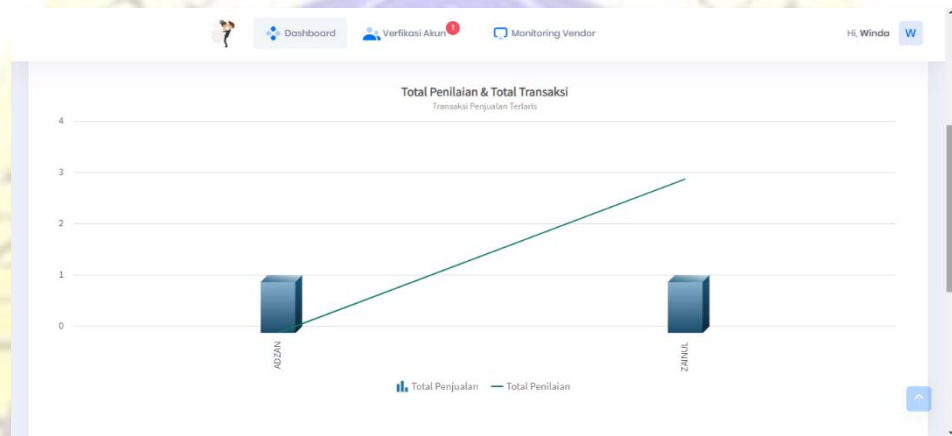 Dashboard
Verfikasi Akun
1
Monitoring Vendor
Hi, Winda
W
Total Penilaian & Total Transaksi
Transaksi Penjualan Terlaris
4
3
2
1
0
ADZAN
ZAINUL
Total Penjualan
Total Penilaian